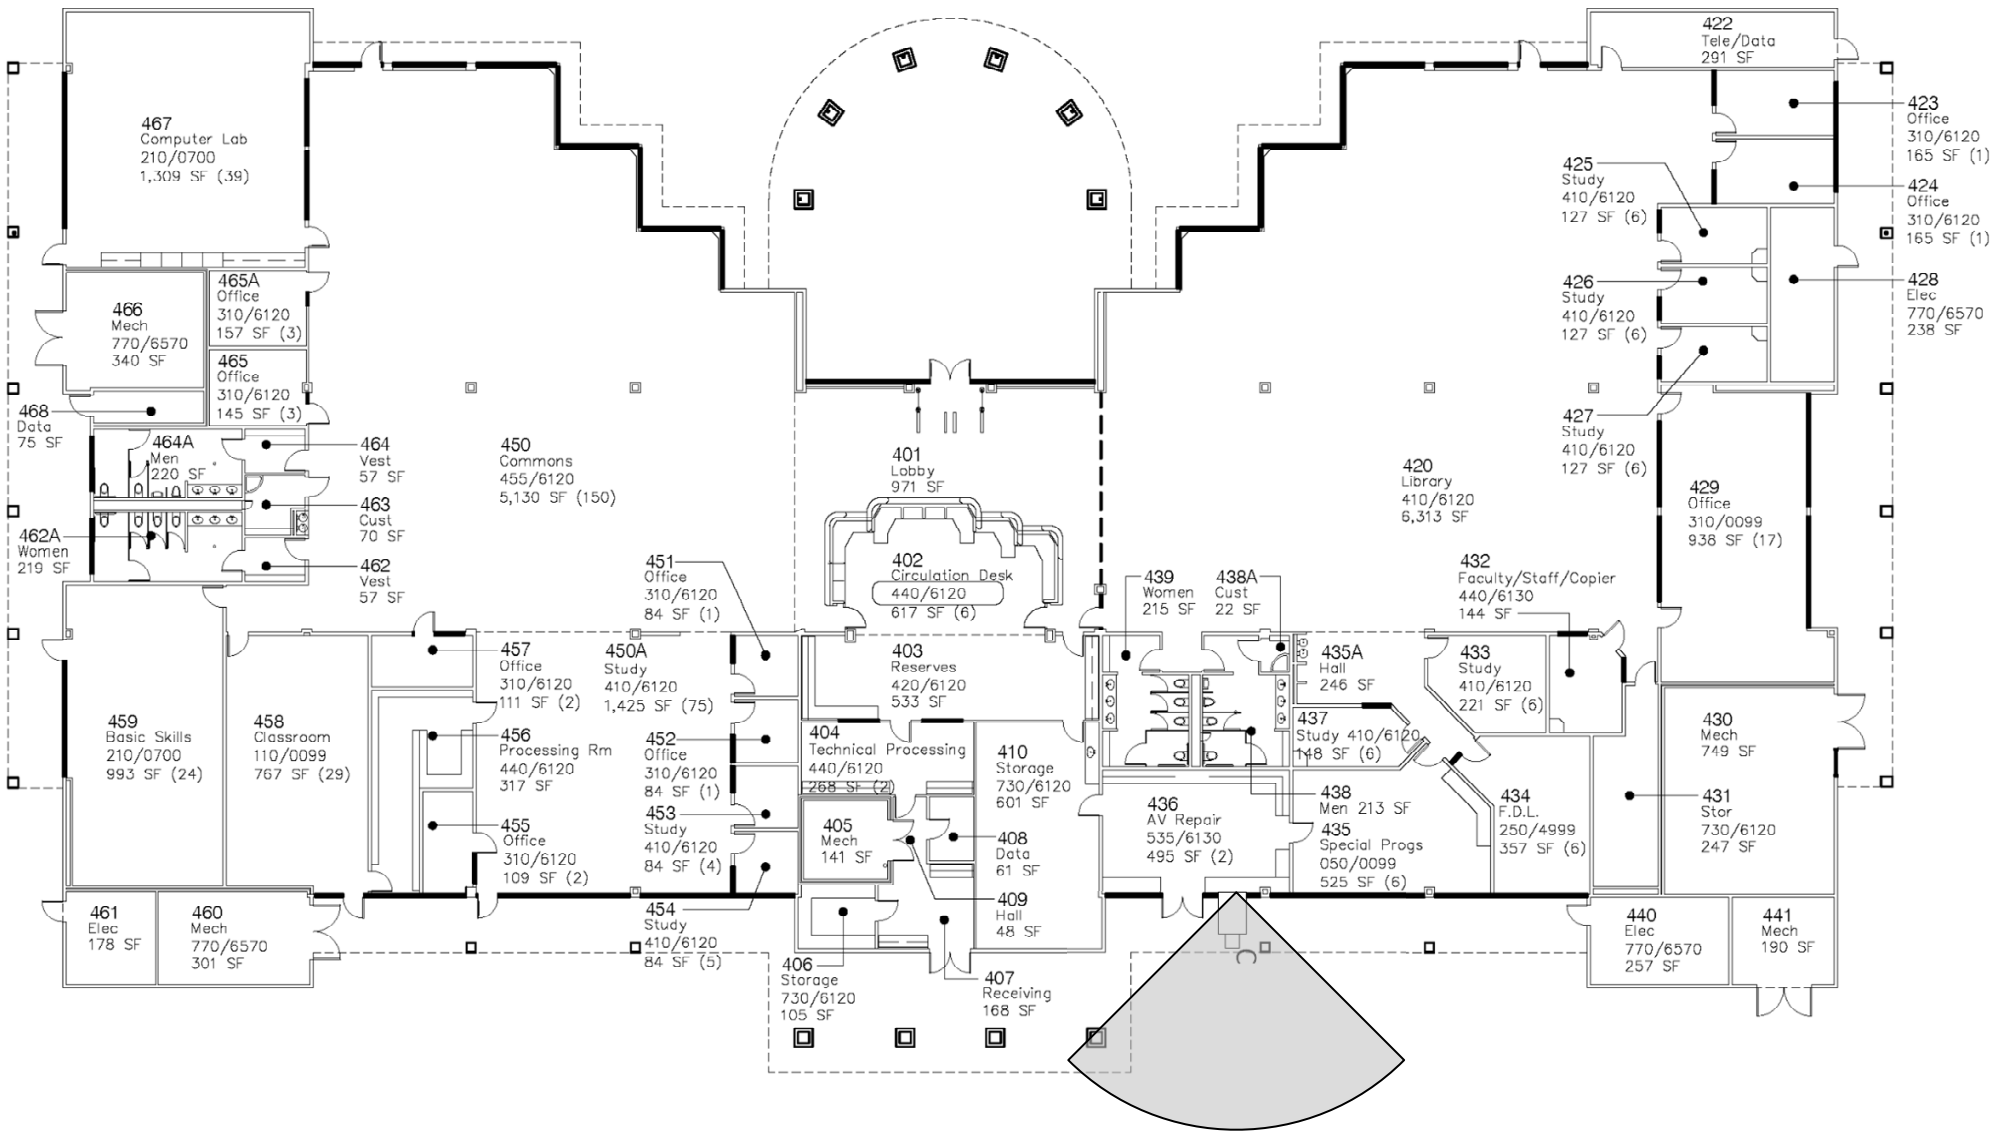 422
Tele/Data
291 SF
467
Computer Lab
210/0700
1,309 SF (39)
423
Office
310/6120
165 SF (1)
425
Study
410/6120
127 SF (6)
424
Office
310/6120
165 SF (1)
465A
Office
310/6120
157 SF (3)
466
Mech
770/6570
340 SF
426
Study
410/6120
127 SF (6)
428
Elec
770/6570
238 SF
465
Office
310/6120
145 SF (3)
468
Data
75 SF
427
Study
410/6120
127 SF (6)
464A
Men
220 SF
464
Vest
57 SF
450
Commons
455/6120
5,130 SF (150)
401
Lobby
971 SF
420
Library
410/6120
6,313 SF
429
Office
310/0099
938 SF (17)
463
Cust
70 SF
462A
Women
219 SF
462
Vest
57 SF
451
Office
310/6120
84 SF (1)
402
Circulation Desk
440/6120
617 SF (6)
439
Women
215 SF
438A
Cust
22 SF
432
Faculty/Staff/Copier
440/6130
144 SF
457
Office
310/6120
111 SF (2)
450A
Study
410/6120
1,425 SF (75)
403
Reserves
420/6120
533 SF
435A
Hall
246 SF
433
Study
410/6120
221 SF (6)
459
Basic Skills
210/0700
993 SF (24)
458
Classroom
110/0099
767 SF (29)
456
Processing Rm
440/6120
317 SF
452
Office
310/6120
84 SF (1)
404
Technical Processing
440/6120
268 SF (2)
410
Storage
730/6120
601 SF
437
Study 410/6120
148 SF (6)
430
Mech
749 SF
438
Men 213 SF
436
AV Repair
535/6130
495 SF (2)
435
Special Progs
050/0099
525 SF (6)
434
F.D.L.
250/4999
357 SF (6)
431
Stor
730/6120
247 SF
455
Office
310/6120
109 SF (2)
453
Study
410/6120
84 SF (4)
405
Mech
141 SF
408
Data
61 SF
409
Hall
48 SF
461
Elec
178 SF
460
Mech
770/6570
301 SF
454
Study
410/6120
84 SF (5)
406
Storage
730/6120
105 SF
407
Receiving
168 SF
C
440
Elec
770/6570
257 SF
441
Mech
190 SF